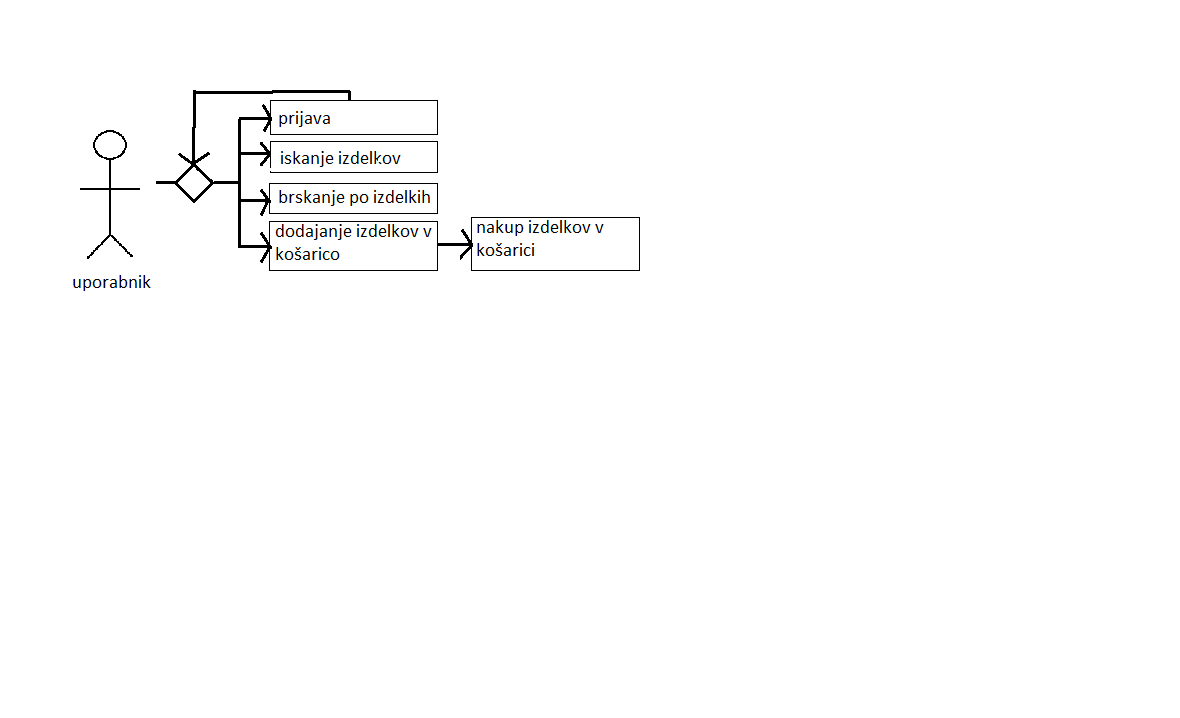 prijava
iskanje izdelkov
brskanje po izdelkih
dodajanje izdelkov v
košarico
nakup izdelkov v
košarici
uporabnik